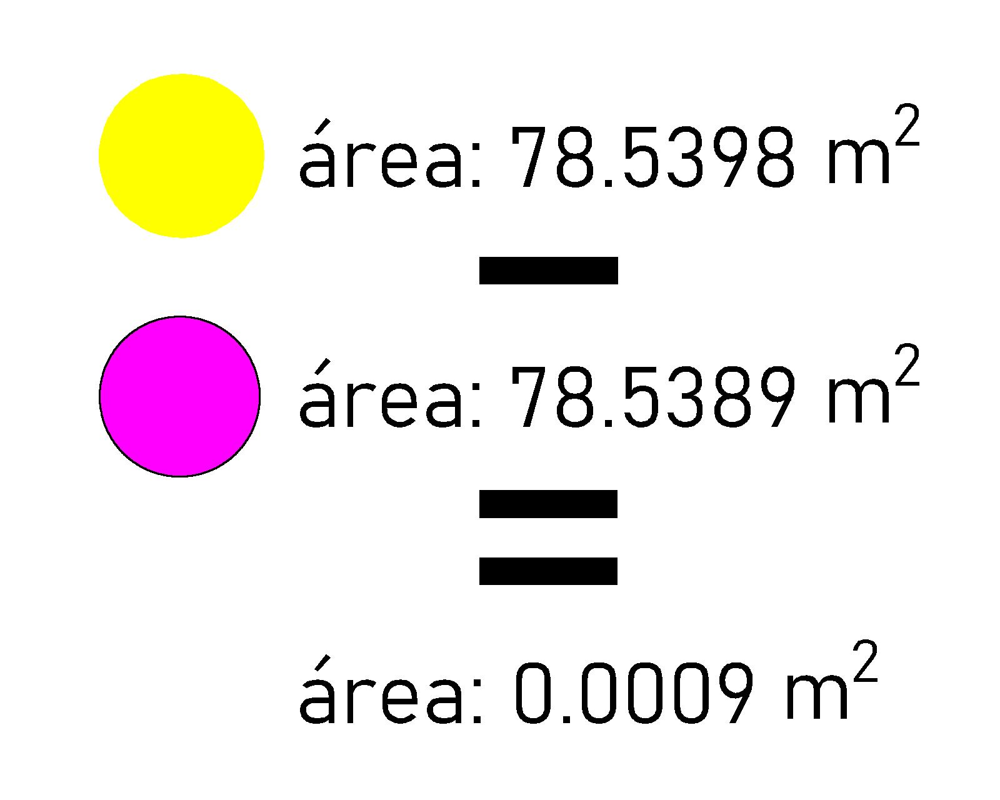 área: 78.5398 m²
−
área: 78.5389 m²
=
área: 0.0009 m²